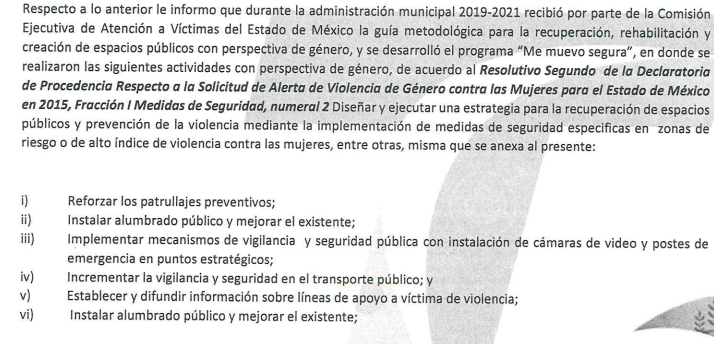 Respecto a lo anterior le informo que durante la administración municipal 2019-2021 recibió por parte de la Comisión
Ejecutiva de Atención a Víctimas del Estado de México la guía metodológica para la recuperación, rehabilitación y
creación de espacios públicos con perspectiva de género, y se desarrolló el programa “Me muevo segura”, en donde se
realizaron las siguientes actividades con perspectiva de género, de acuerdo al Resolutivo Segundo de la Declaratoria
de Procedencia Respecto a la Solicitud de Alerta de Violencia de Género contra las Mujeres para el Estado de México
en 2015, Fracción I Medidas de Seguridad, numeral 2 Diseñar y ejecutar una estrategia para la recuperación de espacios
públicos y prevención de la violencia mediante la implementación de medidas de seguridad especificas en zonas de
riesgo o de alto índice de violencia contra las mujeres, entre otras, misma que se anexa al presente:
i) Reforzar los patrullajes preventivos;
ii) Instalar alumbrado público y mejorar el existente;
iii) Implementar mecanismos de vigilancia y seguridad pública con instalación de cámaras de video y postes de
emergencia en puntos estratégicos;
iv) Incrementar la vigilancia y seguridad en el transporte público; y
v) Establecer y difundir información sobre líneas de apoyo a víctima de violencia;
vi) Instalar alumbrado público y mejorar el existente;